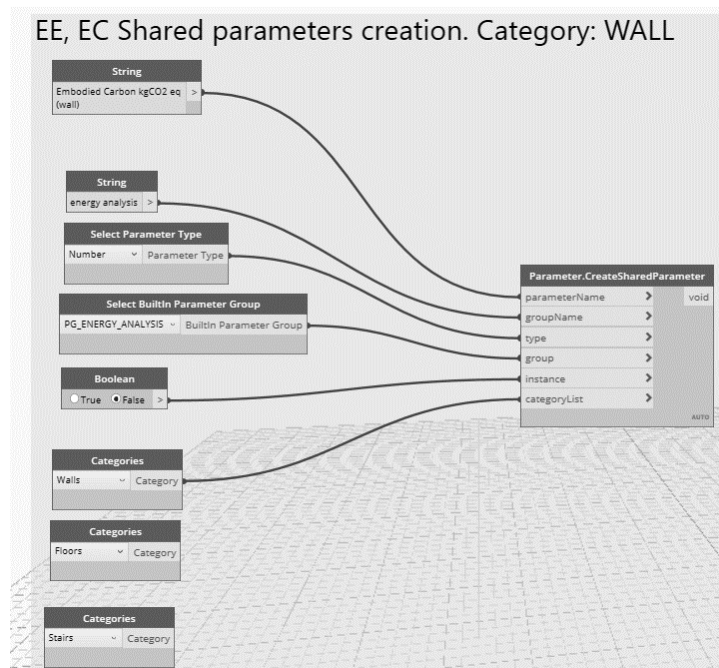 EE, EC Shared parameters creation. Category: WALL
String
Embodied Carbon kgCO2 eq >
(wall)
String
energy analysis >
Select Parameter Type
Number Parameter Type
Select BuiltIn Parameter Group
PG_ENERGY_ANALYSIS BuiltIn Parameter Group
Boolean
True False >
Parameter.CreateSharedParameter
parameterName > void
groupName >
type >
group >
instance >
categoryList >
AUTO
Categories
Walls Category
Categories
Floors Category
Categories
Stairs Category